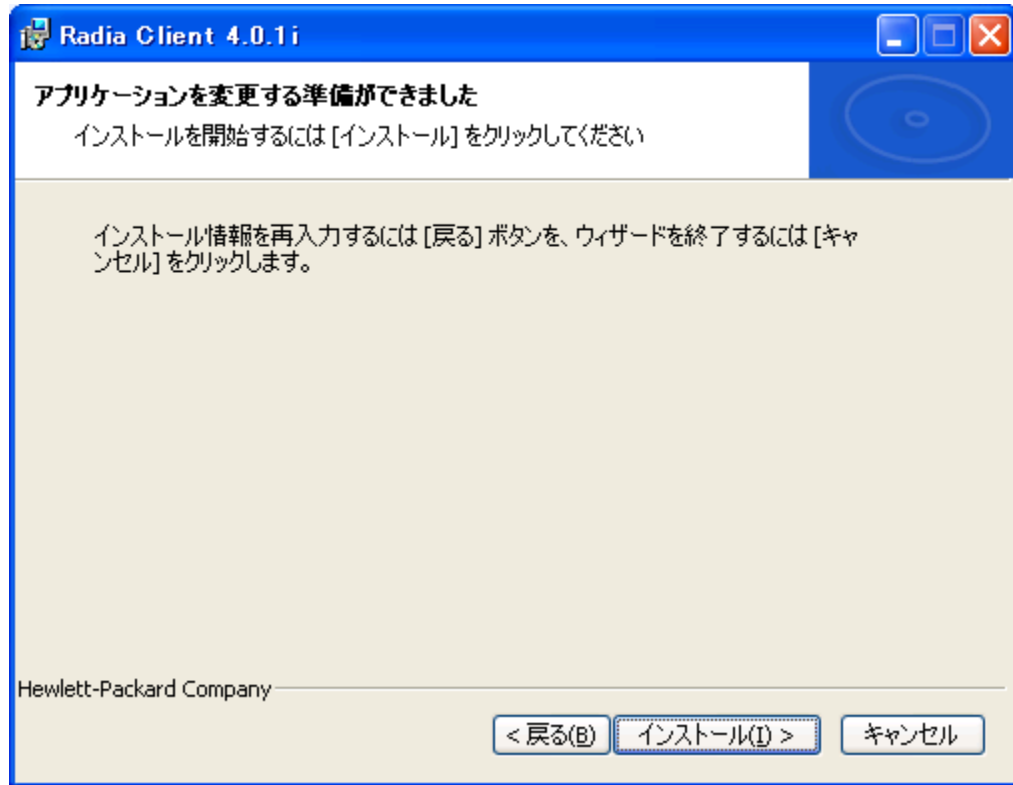 Radia Client 4.0.1i
アプリケーションを変更する準備ができました
インストールを開始するには [インストール] をクリックしてください
インストール情報を再入力するには [戻る] ボタンを、ウィザードを終了するには [キャ
ンセル] をクリックします。
Hewlett-Packard Company
< 戻る(B) インストール(I) > キャンセル